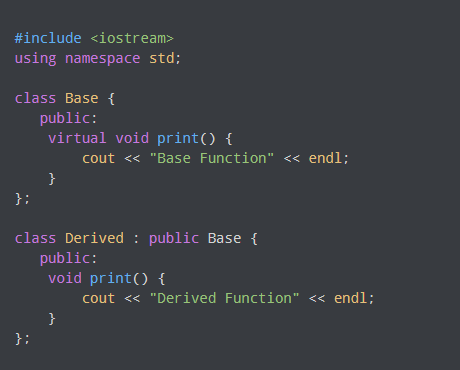 #include <iostream>
using namespace std;
class Base {
   public:
    virtual void print() {
        cout << "Base Function" << endl;
    }
};
class Derived : public Base {
   public:
    void print() {
        cout << "Derived Function" << endl;
    }
};